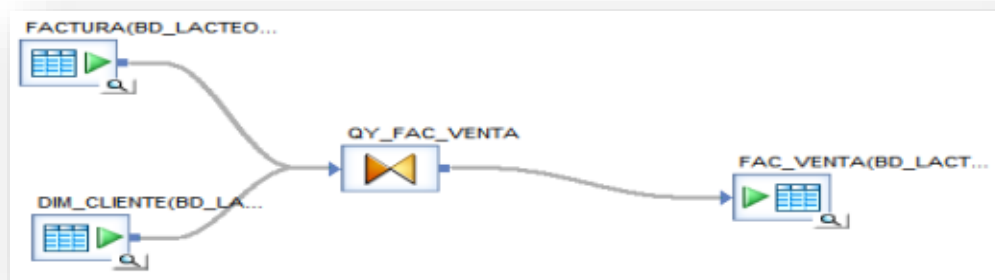 FACTURA(BD_LACTEO...
QY_FAC_VENTA
FAC_VENTA(BD_LACT...
DIM_CLIENTE(BD_LA...